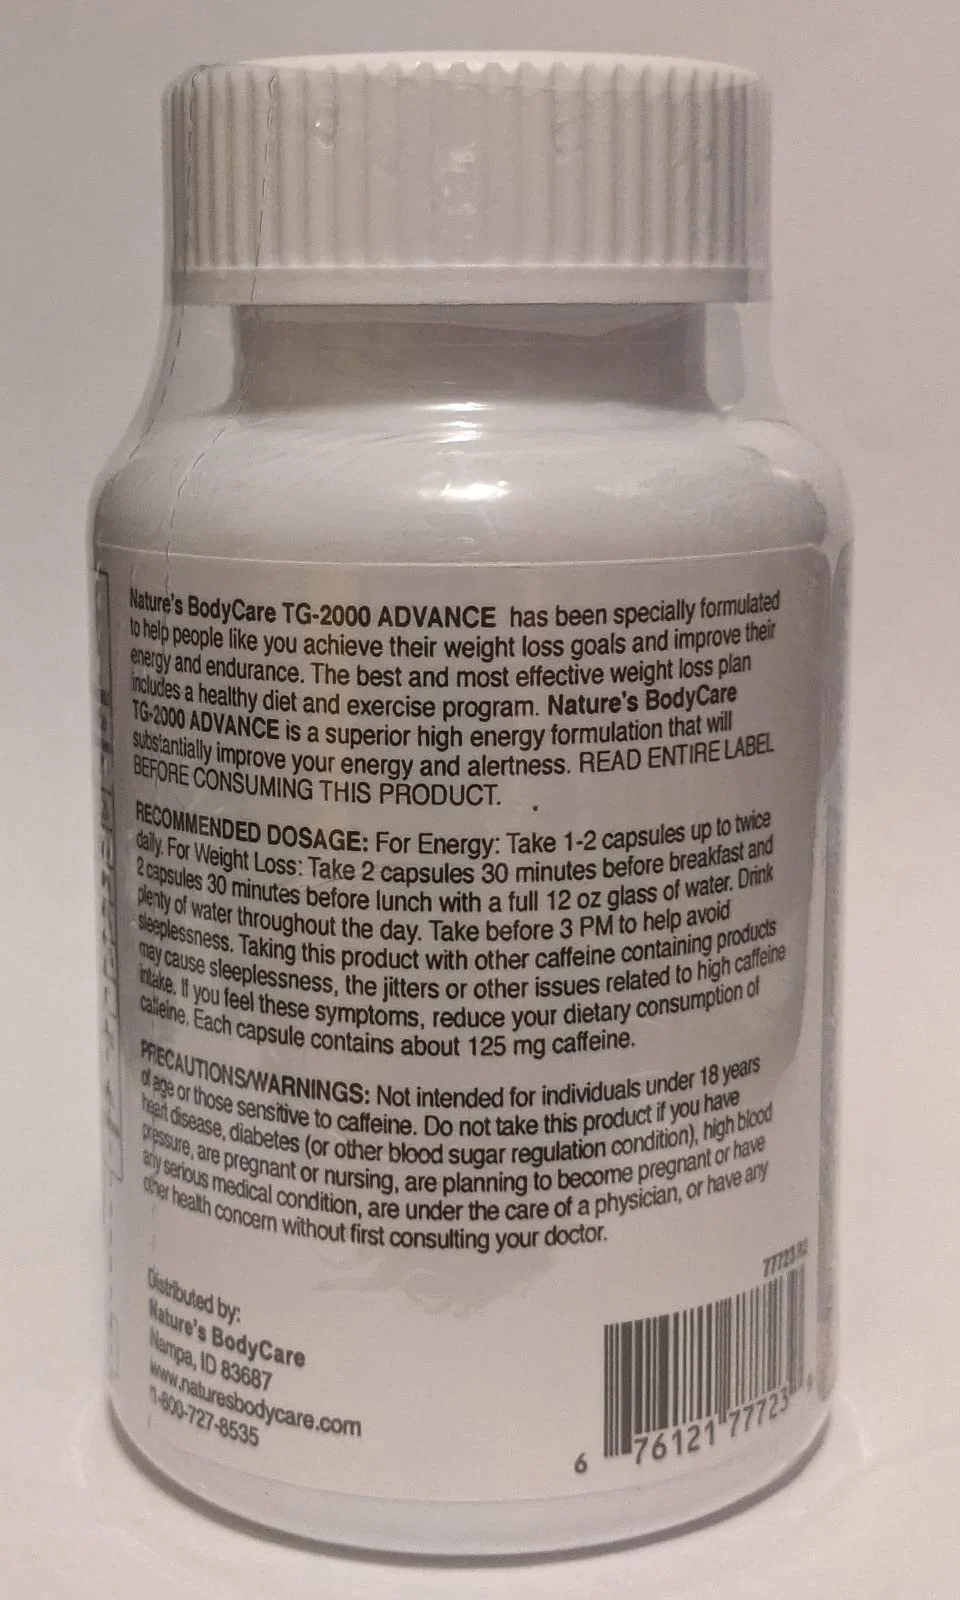 Nature's BodyCare TG-2000 ADVANCE has been specially formulated
to help people like you achieve their weight loss goals and improve their
energy and endurance. The best and most effective weight loss plan
includes a healthy diet and exercise program. Nature's BodyCare
TG-2000 ADVANCE is a superior high energy formulation that will
substantially improve your energy and alertness. READ ENTIRE LABEL
BEFORE CONSUMING THIS PRODUCT.
RECOMMENDED DOSAGE: For Energy: Take 1-2 capsules up to twice
daily. For Weight Loss: Take 2 capsules 30 minutes before breakfast and
2 capsules 30 minutes before lunch with a full 12 oz glass of water. Drink
plenty of water throughout the day. Take before 3 PM to help avoid
sleeplessness. Taking this product with other caffeine containing products
may cause sleeplessness, the jitters or other issues related to high caffeine
intake. If you feel these symptoms, reduce your dietary consumption of
caffeine. Each capsule contains about 125 mg caffeine.
PRECAUTIONS/WARNINGS: Not intended for individuals under 18 years
of age or those sensitive to caffeine. Do not take this product if you have
heart disease, diabetes (or other blood sugar regulation condition), high blood
pressure, are pregnant or nursing, are planning to become pregnant or have
any serious medical condition, are under the care of a physician, or have any
other health concern without first consulting your doctor.
Distributed by:
Nature's BodyCare
Nampa, ID 83687
www.naturesbodycare.com
1-800-727-8535
6 76121 77723 9